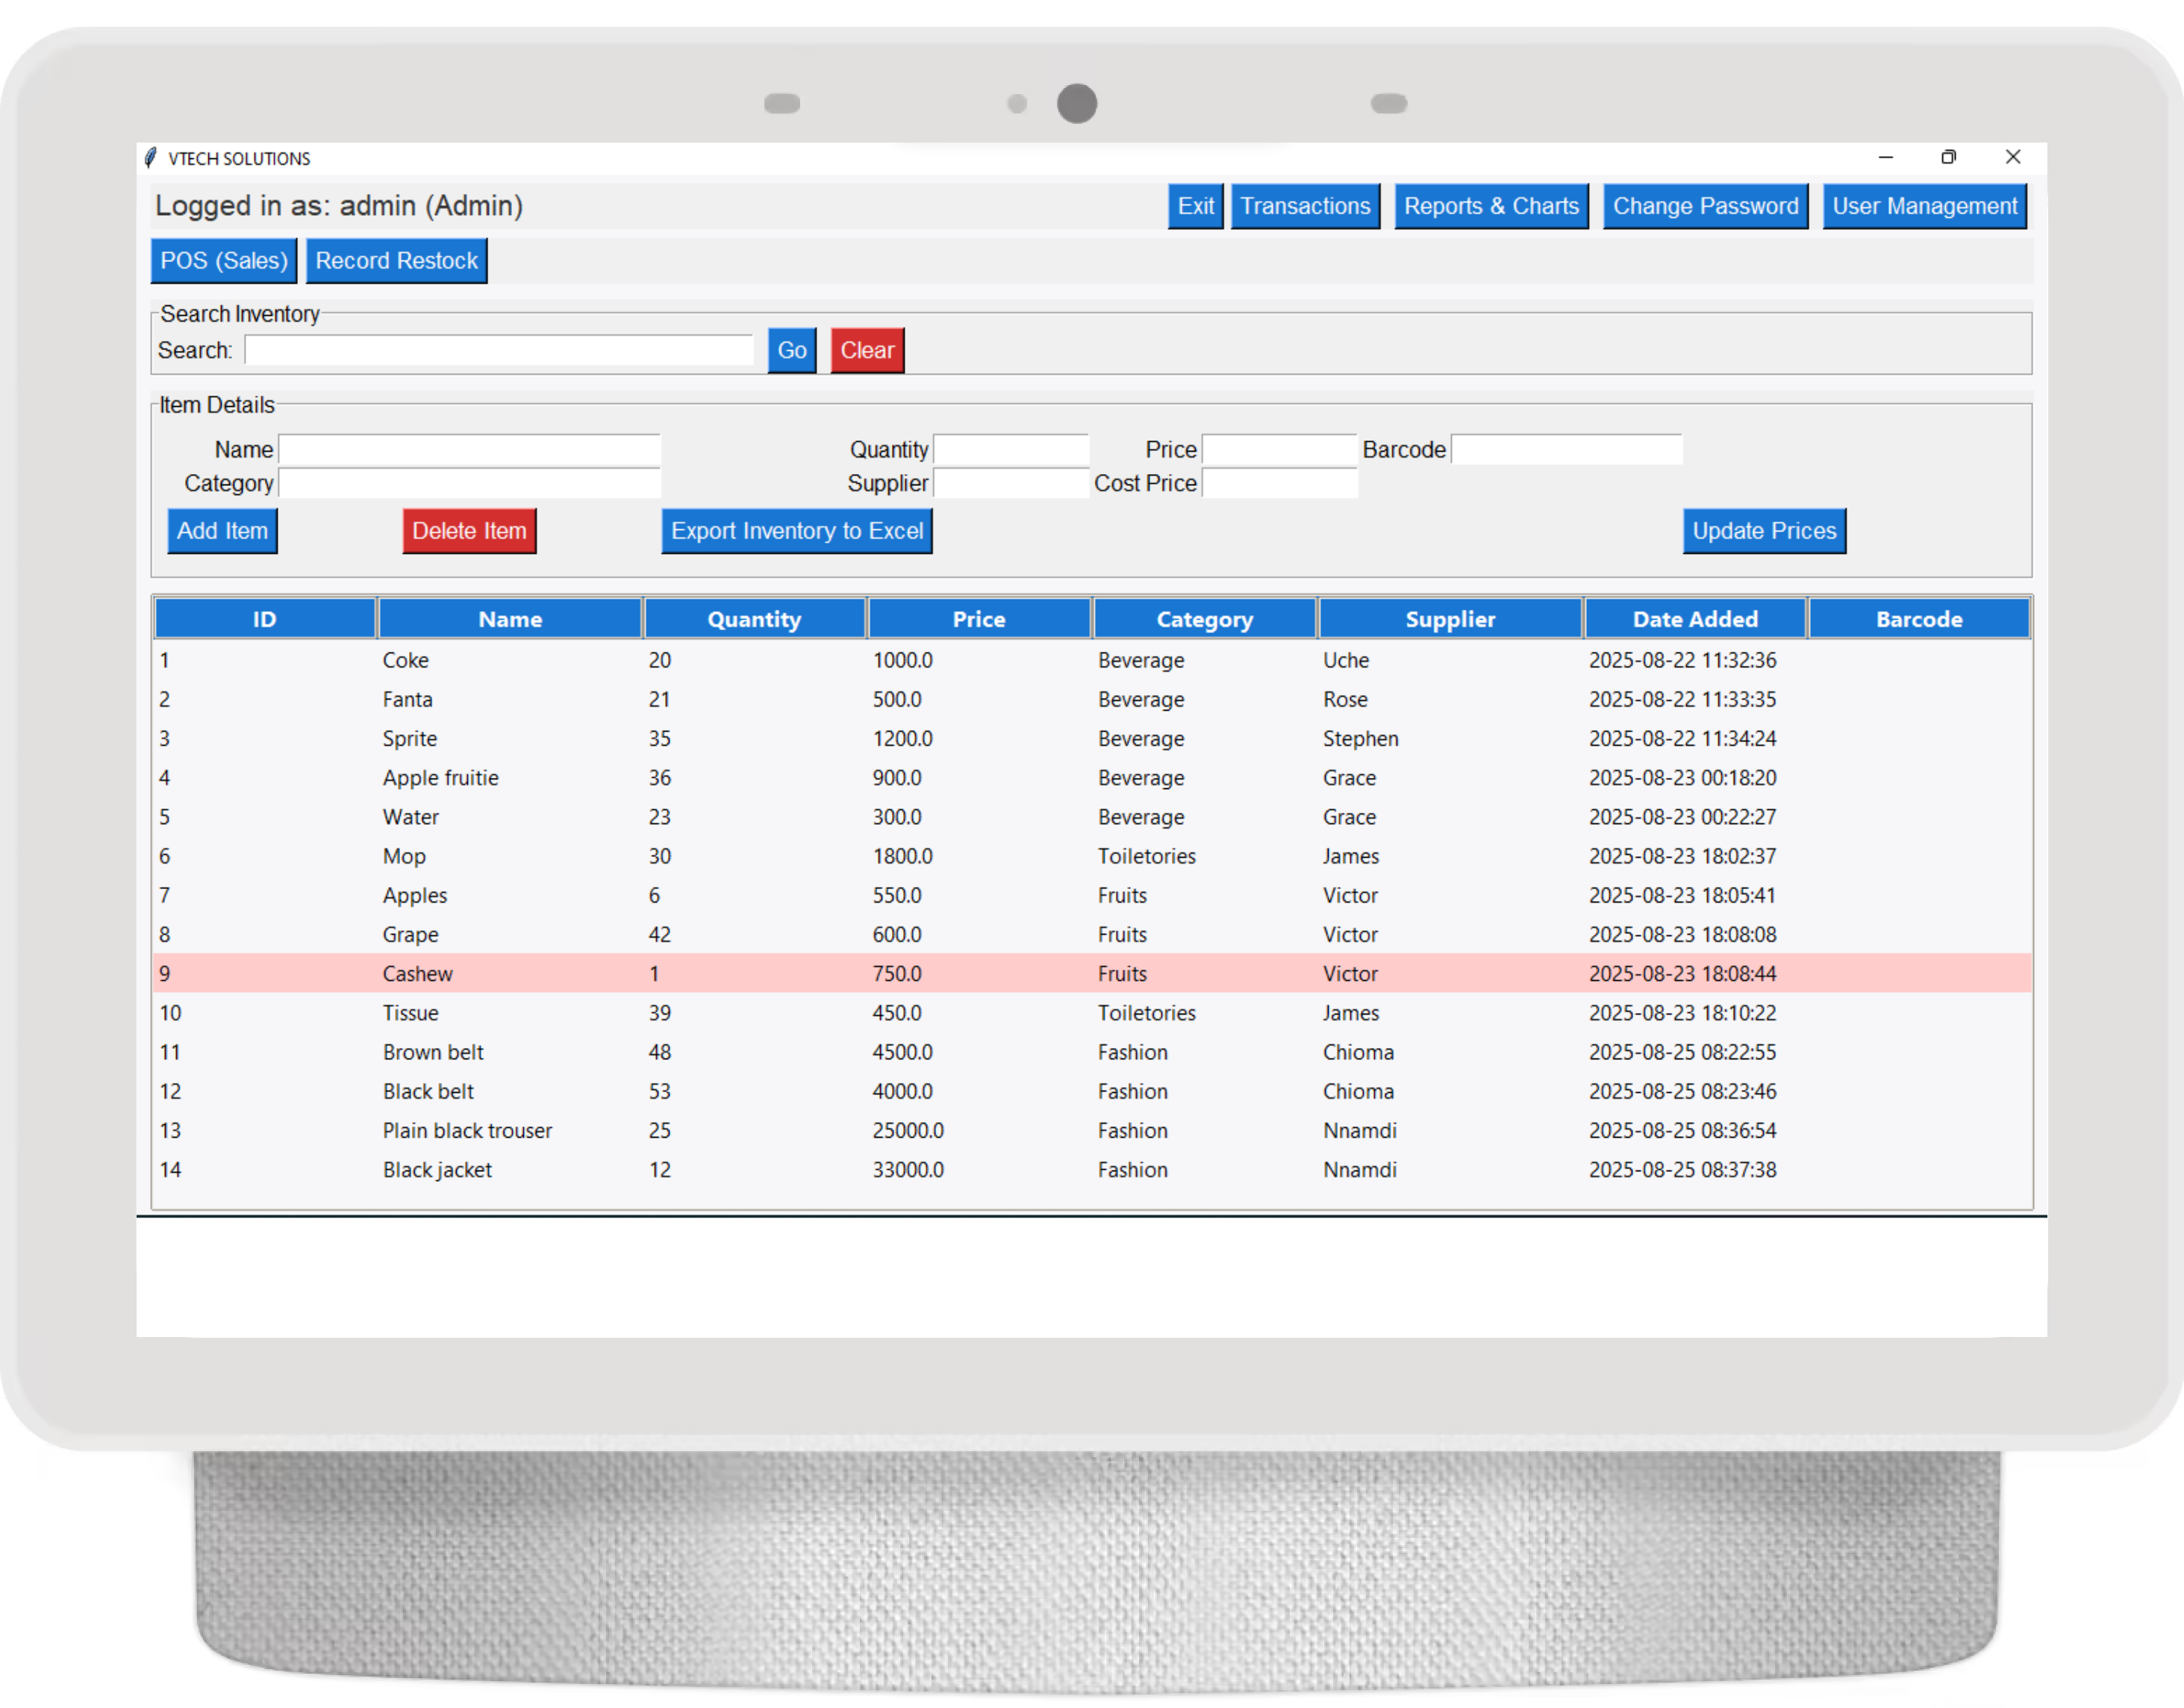 VTECH SOLUTIONS
Logged in as: admin (Admin) Exit Transactions Reports & Charts Change Password User Management
POS (Sales) Record Restock
Search Inventory
Search: Go Clear
Item Details
Name Quantity Price Barcode
Category Supplier Cost Price
Add Item Delete Item Export Inventory to Excel Update Prices
ID Name Quantity Price Category Supplier Date Added Barcode
1 Coke 20 1000.0 Beverage Uche 2025-08-22 11:32:36
2 Fanta 21 500.0 Beverage Rose 2025-08-22 11:33:35
3 Sprite 35 1200.0 Beverage Stephen 2025-08-22 11:34:24
4 Apple fruitie 36 900.0 Beverage Grace 2025-08-23 00:18:20
5 Water 23 300.0 Beverage Grace 2025-08-23 00:22:27
6 Mop 30 1800.0 Toiletories James 2025-08-23 18:02:37
7 Apples 6 550.0 Fruits Victor 2025-08-23 18:05:41
8 Grape 42 600.0 Fruits Victor 2025-08-23 18:08:08
9 Cashew 1 750.0 Fruits Victor 2025-08-23 18:08:44
10 Tissue 39 450.0 Toiletories James 2025-08-23 18:10:22
11 Brown belt 48 4500.0 Fashion Chioma 2025-08-25 08:22:55
12 Black belt 53 4000.0 Fashion Chioma 2025-08-25 08:23:46
13 Plain black trouser 25 25000.0 Fashion Nnamdi 2025-08-25 08:36:54
14 Black jacket 12 33000.0 Fashion Nnamdi 2025-08-25 08:37:38